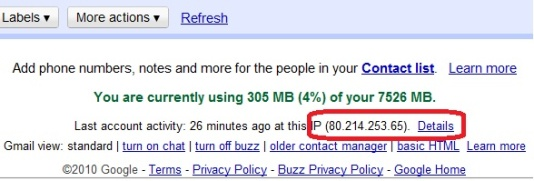 Labels ▾ More actions ▾ Refresh
Add phone numbers, notes and more for the people in your Contact list. Learn more
You are currently using 305 MB (4%) of your 7526 MB.
Last account activity: 26 minutes ago at this IP (80.214.253.65). Details
Gmail view: standard | turn on chat | turn off buzz | older contact manager | basic HTML Learn more
©2010 Google - Terms - Privacy Policy - Buzz Privacy Policy - Google Home